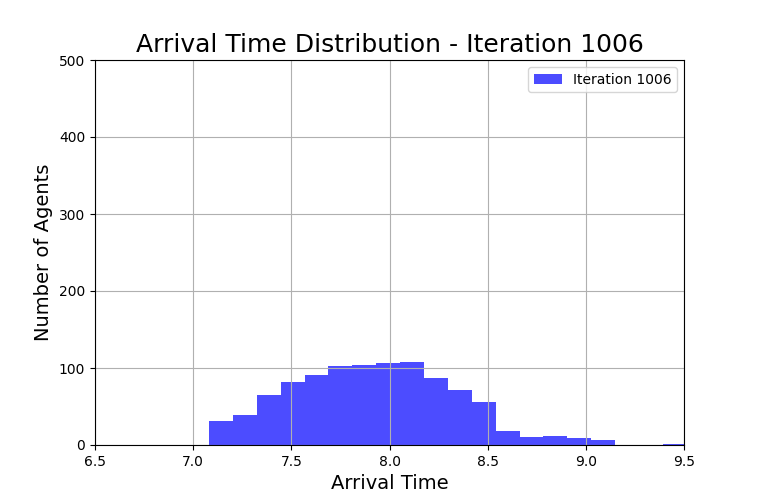 Arrival Time Distribution - Iteration 1006
Iteration 1006
Number of Agents
500
400
300
200
100
0
6.5 7.0 7.5 8.0 8.5 9.0 9.5
Arrival Time